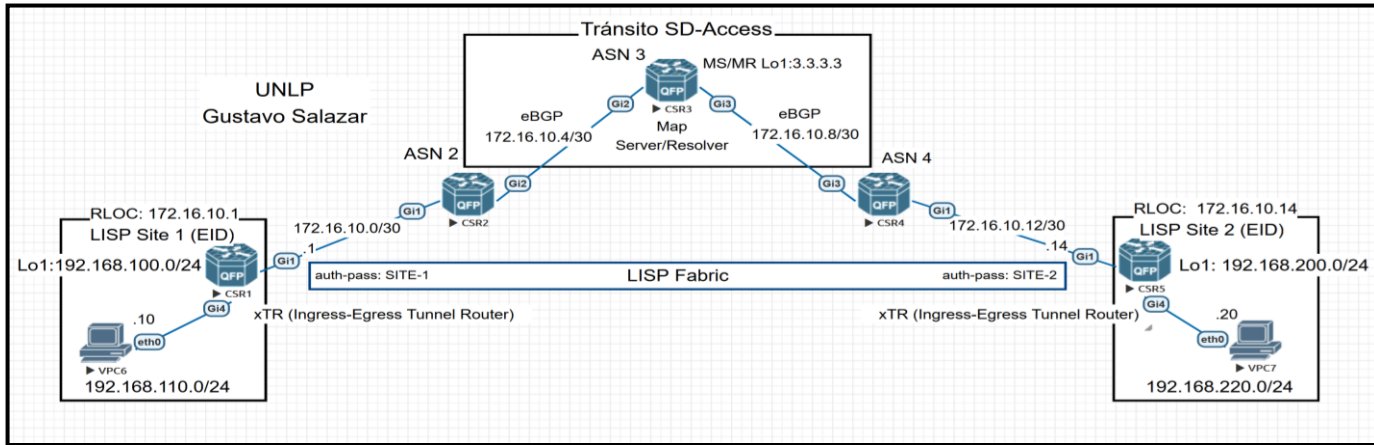 Tránsito SD-Access
ASN 3
MS/MR Lo1:3.3.3.3
QFP
CSR3
Gi2
Gi3
Map
Server/Resolver
UNLP
Gustavo Salazar
eBGP
172.16.10.4/30
eBGP
172.16.10.8/30
ASN 2
Gi2
QFP
Gi1
CSR2
ASN 4
Gi3
QFP
Gi1
CSR4
172.16.10.0/30
.1
172.16.10.12/30
.14
RLOC: 172.16.10.1
LISP Site 1 (EID)
Lo1:192.168.100.0/24
QFP
Gi1
CSR1
Gi4
.10
eth0
VPC6
192.168.110.0/24
auth-pass: SITE-1
LISP Fabric
auth-pass: SITE-2
xTR (Ingress-Egress Tunnel Router)
xTR (Ingress-Egress Tunnel Router)
RLOC: 172.16.10.14
LISP Site 2 (EID)
Gi1
QFP
Lo1: 192.168.200.0/24
CSR5
Gi4
.20
eth0
VPC7
192.168.220.0/24